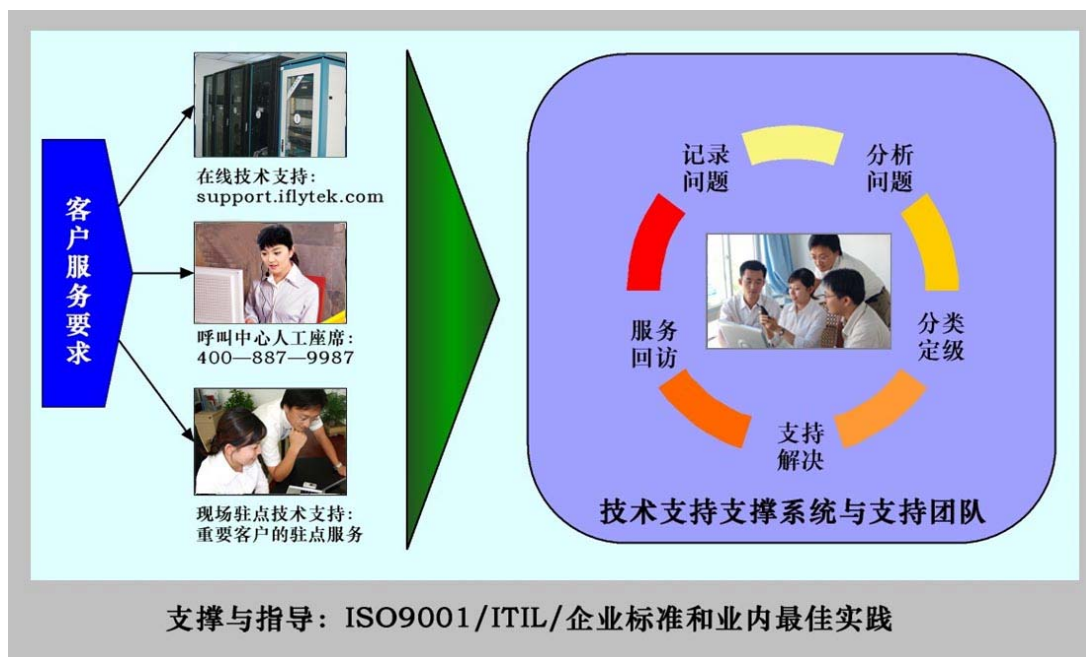 客户服务要求
在线技术支持:
support.iflytek.com
呼叫中心人工座席:
400—887—9987
现场驻点技术支持:
重要客户的驻点服务
记录
问题
分析
问题
分类
定级
支持
解决
服务
回访
技术支持支撑系统与支持团队
支撑与指导: ISO9001/ITIL/企业标准和业内最佳实践